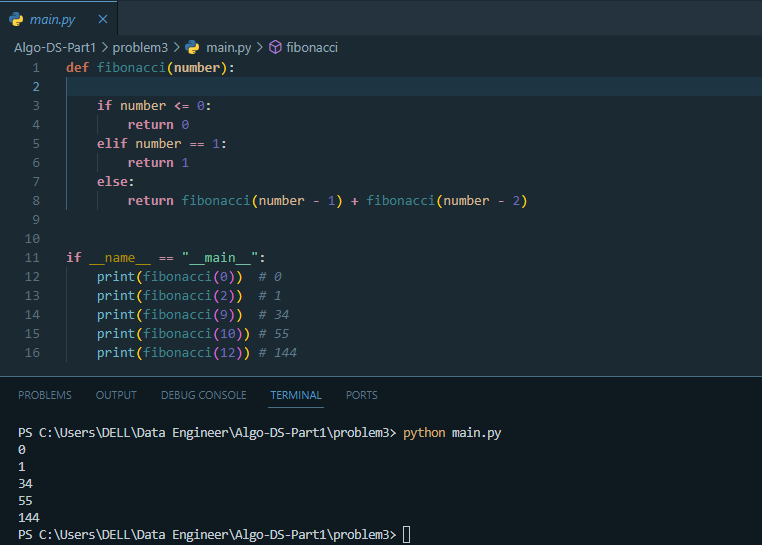 main.py ×
Algo-DS-Part1 > problem3 > main.py > fibonacci
1 def fibonacci(number):
2
3     if number <= 0:
4         return 0
5     elif number == 1:
6         return 1
7     else:
8         return fibonacci(number - 1) + fibonacci(number - 2)
9
10
11 if __name__ == "__main__":
12     print(fibonacci(0))  # 0
13     print(fibonacci(2))  # 1
14     print(fibonacci(9))  # 34
15     print(fibonacci(10)) # 55
16     print(fibonacci(12)) # 144
PROBLEMS OUTPUT DEBUG CONSOLE TERMINAL PORTS
PS C:\Users\DELL\Data Engineer\Algo-DS-Part1\problem3> python main.py
0
1
34
55
144
PS C:\Users\DELL\Data Engineer\Algo-DS-Part1\problem3>